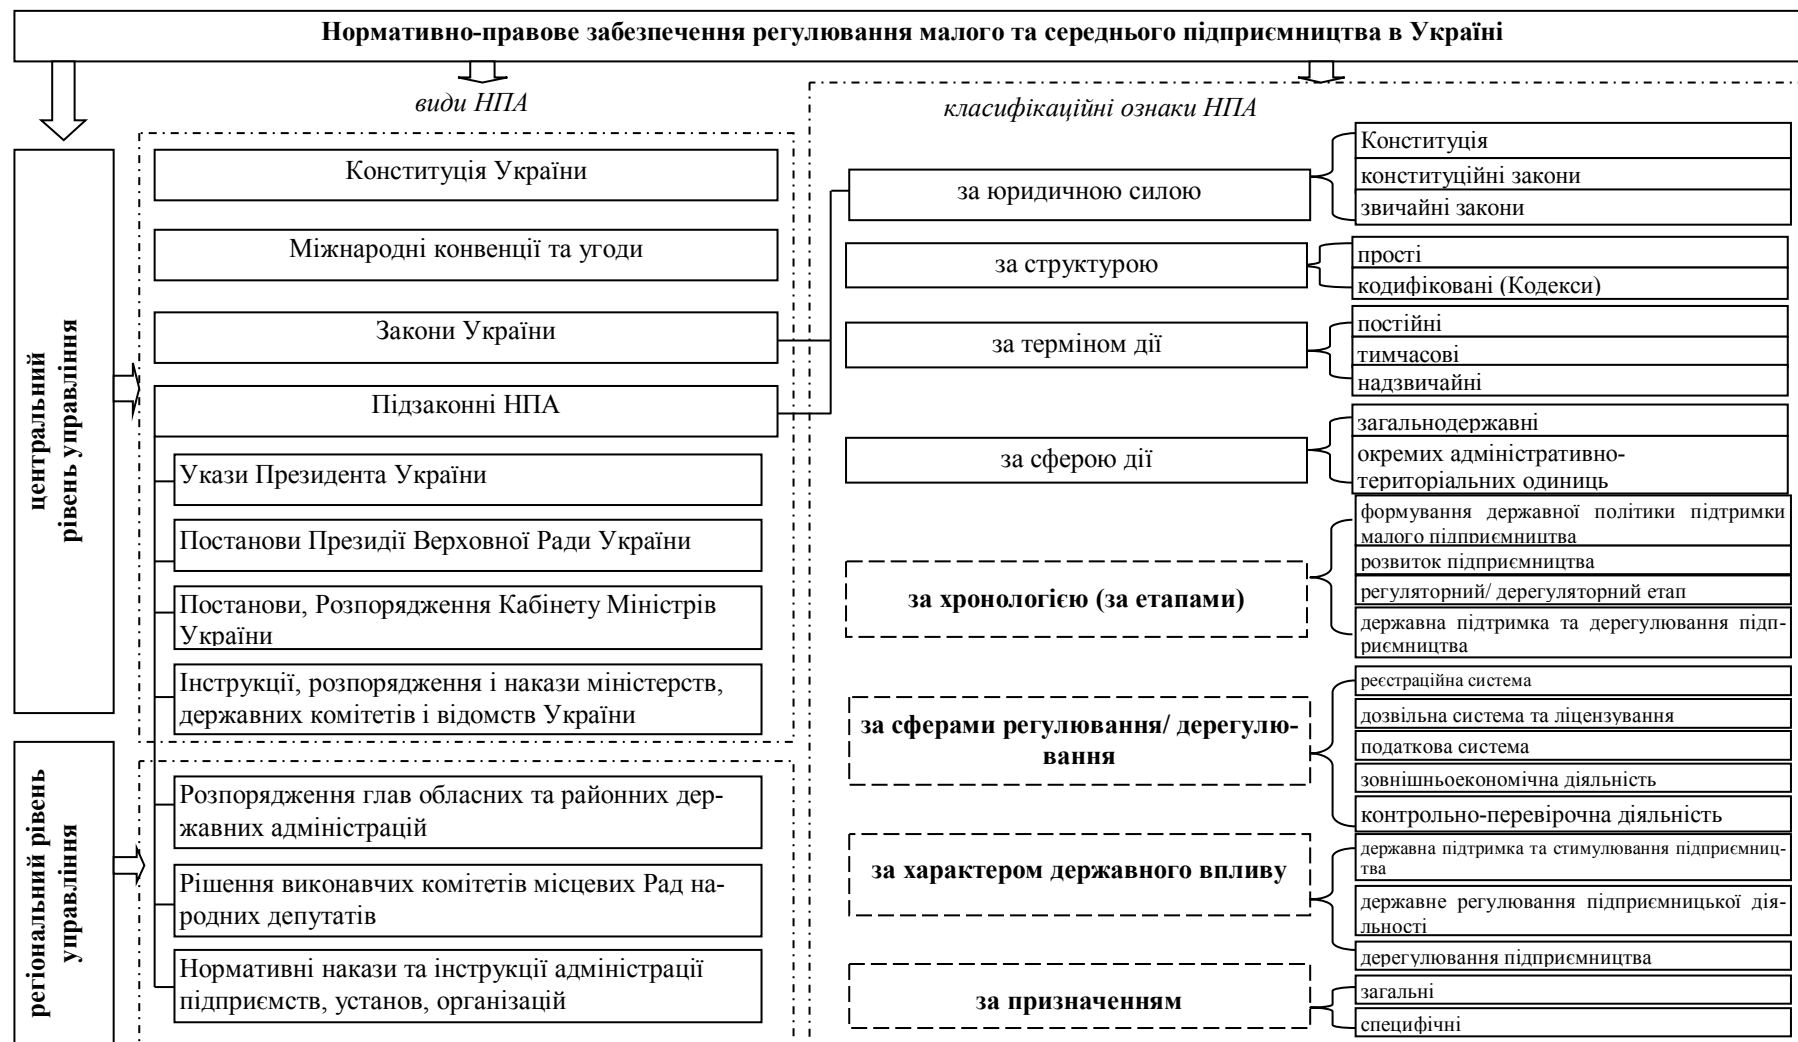 Нормативно-правове забезпечення регулювання малого та середнього підприємництва в Україні
види НПА
класифікаційні ознаки НПА
центральний
рівень управління
Конституція України
Міжнародні конвенції та угоди
Закони України
Підзаконні НПА
Укази Президента України
Постанови Президії Верховної Ради України
Постанови, Розпорядження Кабінету Міністрів
України
Інструкції, розпорядження і накази міністерств,
державних комітетів і відомств України
регіональний рівень
управління
Розпорядження глав обласних та районних дер-
жавних адміністрацій
Рішення виконавчих комітетів місцевих Рад на-
родних депутатів
Нормативні накази та інструкції адміністрації
підприємств, установ, організацій
за юридичною силою
Конституція
конституційні закони
звичайні закони
за структурою
прості
кодифіковані (Кодекси)
за терміном дії
постійні
тимчасові
надзвичайні
за сферою дії
загальнодержавні
окремих адміністративно-
територіальних одиниць
за хронологією (за етапами)
формування державної політики підтримки
малого підприємництва
розвиток підприємництва
регуляторний/ дерегуляторний етап
державна підтримка та дерегулювання підп-
риємництва
за сферами регулювання/ дерегулю-
вання
реєстраційна система
дозвільна система та ліцензування
податкова система
зовнішньоекономічна діяльність
контрольно-перевірочна діяльність
за характером державного впливу
державна підтримка та стимулювання підприємниц-
тва
державне регулювання підприємницької дія-
льності
дерегулювання підприємництва
за призначенням
загальні
специфічні